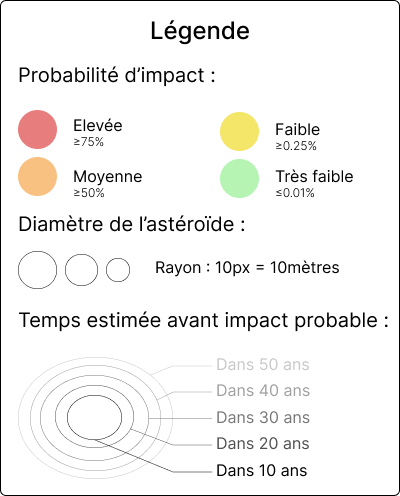 Légende
Probabilité d’impact :
Elevée
≥75%
Faible
≥0.25%
Moyenne
≥50%
Très faible
≤0.01%
Diamètre de l’astéroïde :
Rayon : 10px = 10mètres
Temps estimée avant impact probable :
Dans 50 ans
Dans 40 ans
Dans 30 ans
Dans 20 ans
Dans 10 ans